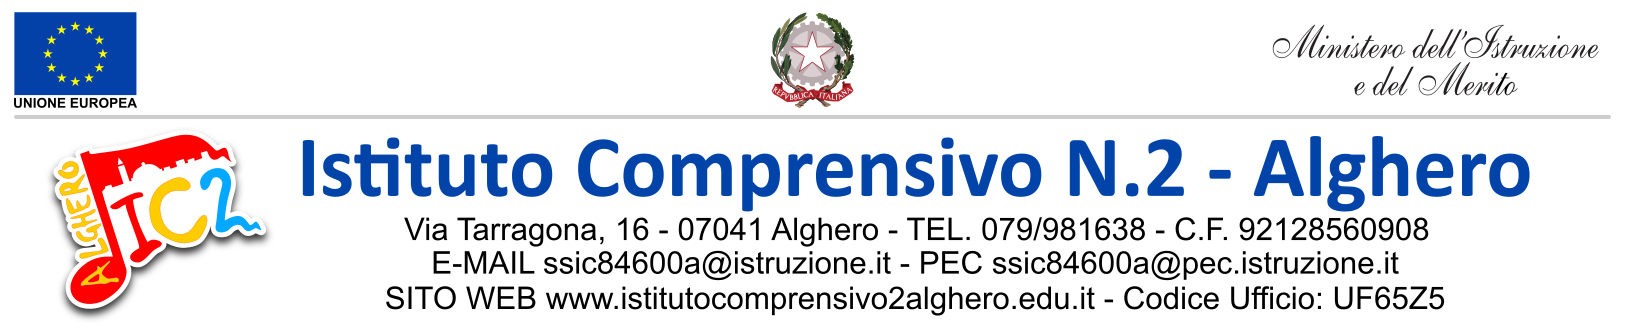 UNIONE EUROPEA
REPVBBLICA ITALIANA
Ministero dell'Istruzione
e del Merito
ALGHERO
IC2
Istituto Comprensivo N.2 - Alghero
Via Tarragona, 16 - 07041 Alghero - TEL. 079/981638 - C.F. 92128560908
E-MAIL ssic84600a@istruzione.it - PEC ssic84600a@pec.istruzione.it
SITO WEB www.istitutocomprensivo2alghero.edu.it - Codice Ufficio: UF65Z5